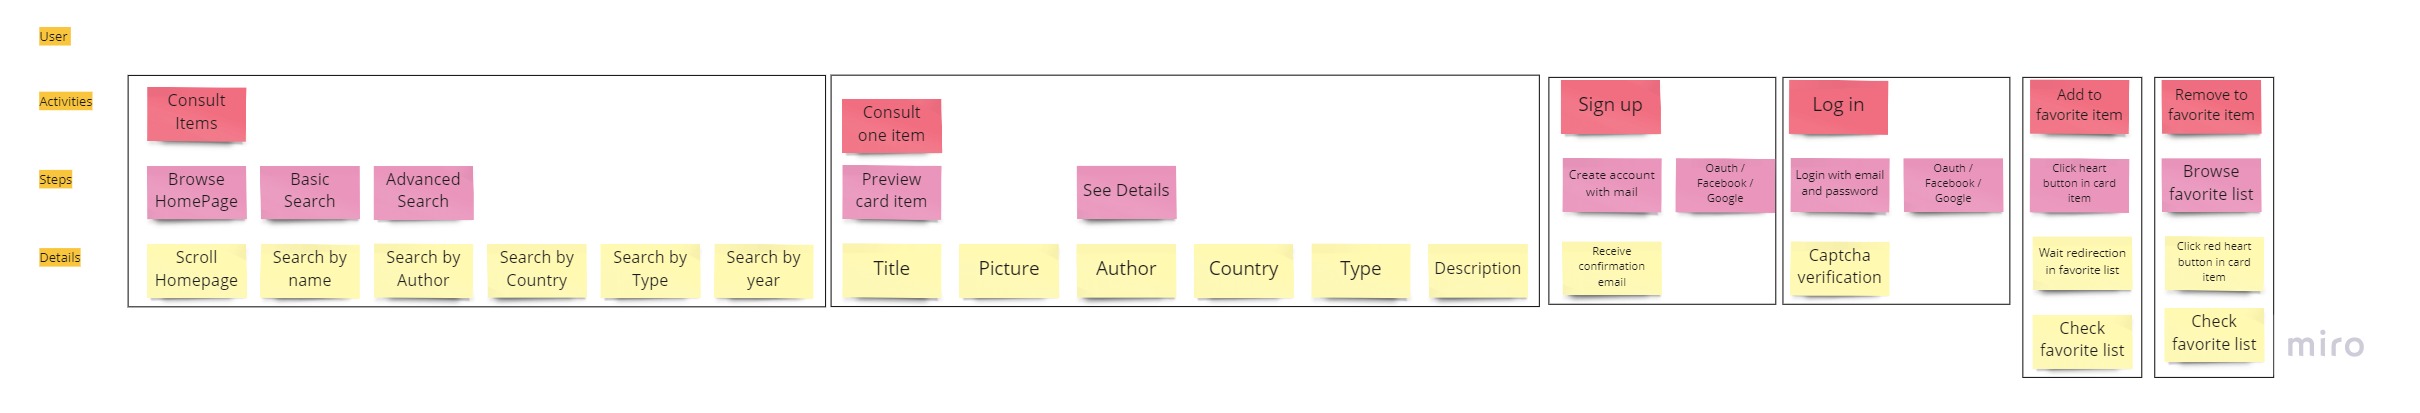 User
Activities
Steps
Details
Consult
Items
Browse
HomePage
Basic
Search
Advanced
Search
Scroll
Homepage
Search by
name
Search by
Author
Search by
Country
Search by
Type
Search by
year
Consult
one item
Preview
card item
See Details
Title
Picture
Author
Country
Type
Description
Sign up
Create account
with mail
Oauth /
Facebook /
Google
Receive
confirmation
email
Log in
Login with email
and password
Oauth /
Facebook /
Google
Captcha
verification
Add to
favorite item
Click heart
button in card
item
Wait redirection
in favorite list
Check
favorite list
Remove to
favorite item
Browse
favorite list
Click red heart
button in card
item
Check
favorite list
miro